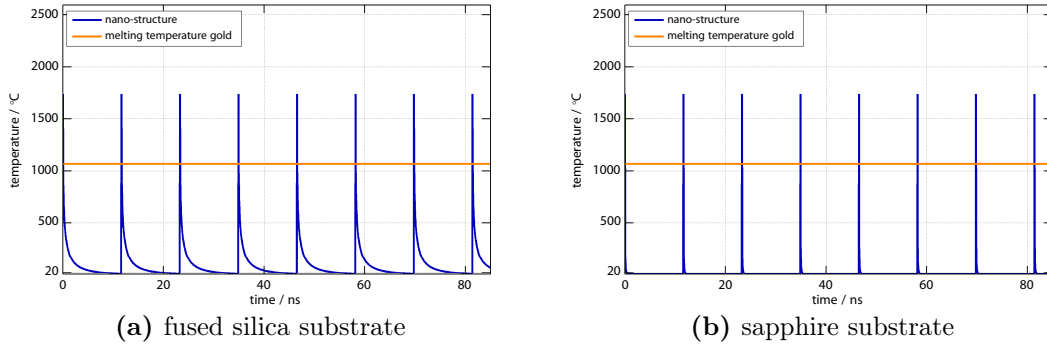 2500
nano-structure
melting temperature gold
2000
1500
1000
500
20
temperature / °C
0
20
40
60
80
time / ns
(a) fused silica substrate
2500
nano-structure
melting temperature gold
2000
1500
1000
500
20
temperature / °C
0
20
40
60
80
time / ns
(b) sapphire substrate